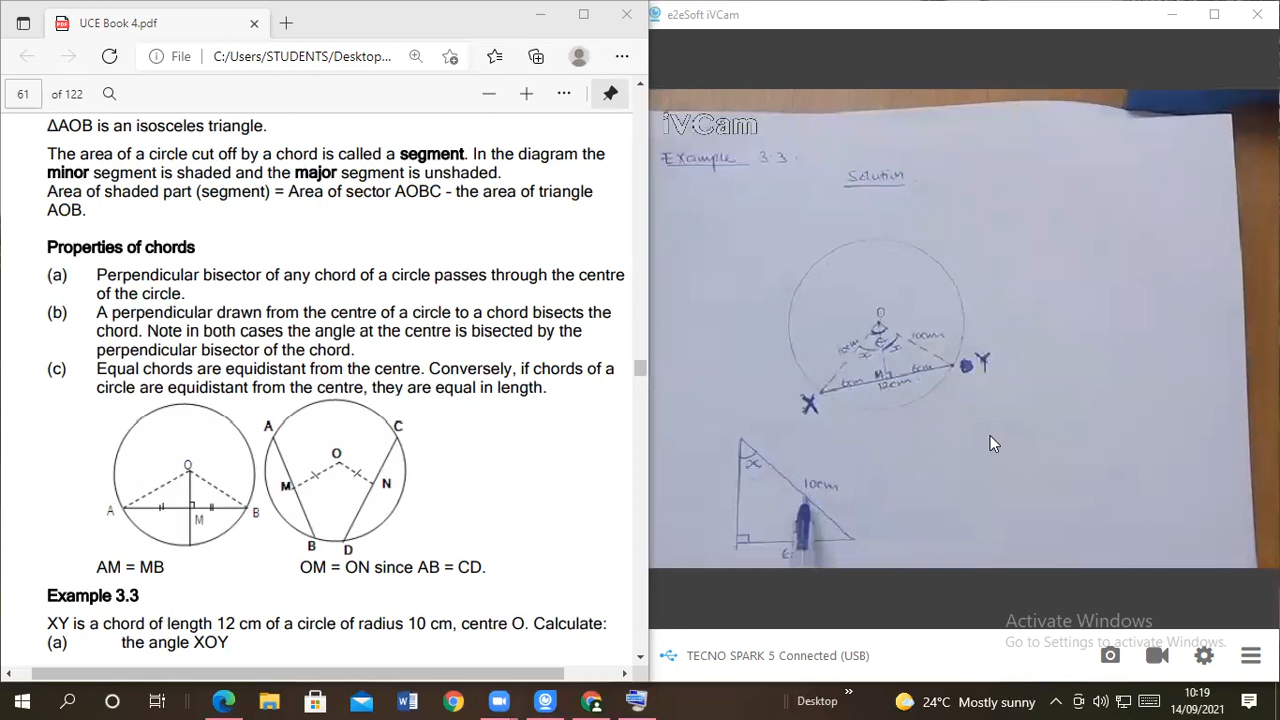 UCE Book 4.pdf
File
C:/Users/STUDENTS/Desktop...
61
of 122
ΔAOB is an isosceles triangle.
The area of a circle cut off by a chord is called a segment. In the diagram the
minor segment is shaded and the major segment is unshaded.
Area of shaded part (segment) = Area of sector AOBC - the area of triangle
AOB.
Properties of chords
(a) Perpendicular bisector of any chord of a circle passes through the centre
of the circle.
(b) A perpendicular drawn from the centre of a circle to a chord bisects the
chord. Note in both cases the angle at the centre is bisected by the
perpendicular bisector of the chord.
(c) Equal chords are equidistant from the centre. Conversely, if chords of a
circle are equidistant from the centre, they are equal in length.
O
A
M
B
A
C
O
M
N
B
D
AM = MB
OM = ON since AB = CD.
Example 3.3
XY is a chord of length 12 cm of a circle of radius 10 cm, centre O. Calculate:
(a) the angle XOY
e2eSoft iVCam
iVCam
Example 3.3.
Solution
O
10cm
10cm
x
x
M
6cm
6cm
12cm
X
Y
x
10cm
Activate Windows
Go to Settings to activate Windows.
TECNO SPARK 5 Connected (USB)
Desktop
24°C Mostly sunny
10:19
14/09/2021